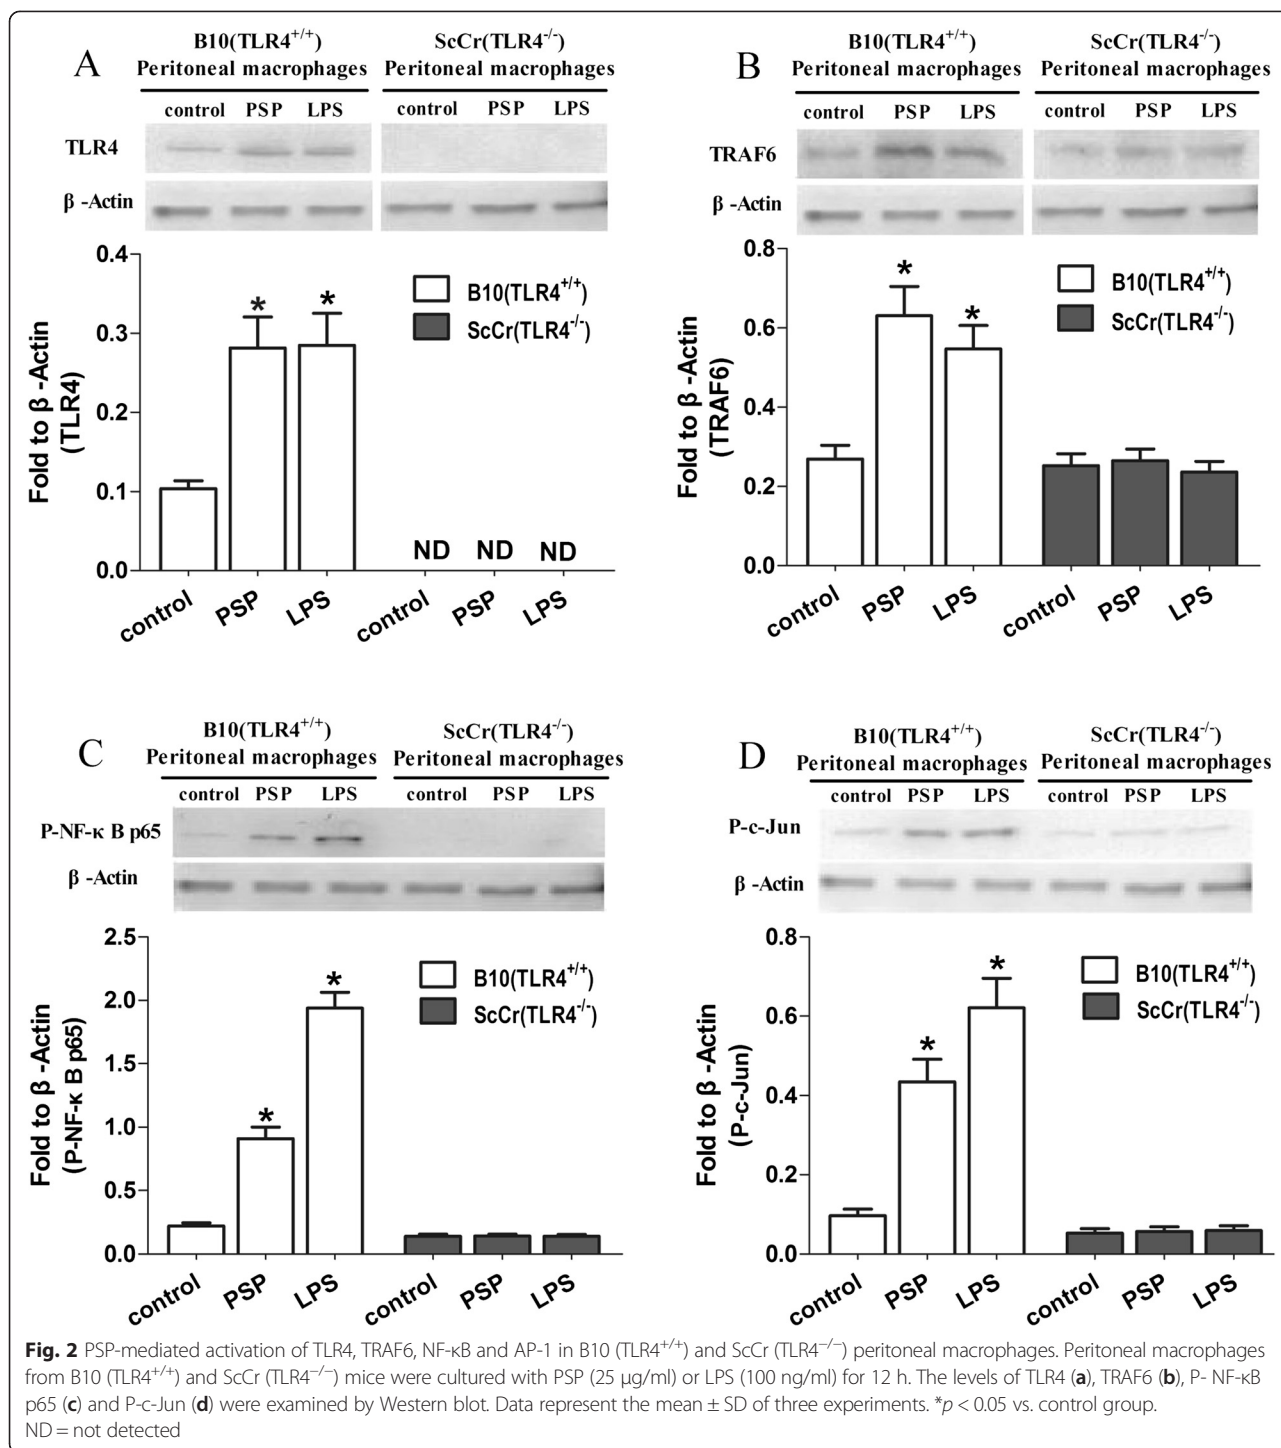 A
B10(TLR4+/+) ScCr(TLR4-/-)
Peritoneal macrophages Peritoneal macrophages
control PSP LPS control PSP LPS
TLR4
β -Actin
Fold to β -Actin
(TLR4)
0.4
0.3
0.2
0.1
0.0
* *
B10(TLR4+/+)
ScCr(TLR4-/-)
ND ND ND
control PSP LPS control PSP LPS
B
B10(TLR4+/+) ScCr(TLR4-/-)
Peritoneal macrophages Peritoneal macrophages
control PSP LPS control PSP LPS
TRAF6
β -Actin
Fold to β -Actin
(TRAF6)
0.8
0.6
0.4
0.2
0.0
* *
B10(TLR4+/+)
ScCr(TLR4-/-)
control PSP LPS control PSP LPS
C
B10(TLR4+/+) ScCr(TLR4-/-)
Peritoneal macrophages Peritoneal macrophages
control PSP LPS control PSP LPS
P-NF-κ B p65
β -Actin
Fold to β -Actin
(P-NF-κ B p65)
2.5
2.0
1.5
1.0
0.5
0.0
* *
B10(TLR4+/+)
ScCr(TLR4-/-)
control PSP LPS control PSP LPS
D
B10(TLR4+/+) ScCr(TLR4-/-)
Peritoneal macrophages Peritoneal macrophages
control PSP LPS control PSP LPS
P-c-Jun
β -Actin
Fold to β -Actin
(P-c-Jun)
0.8
0.6
0.4
0.2
0.0
* *
B10(TLR4+/+)
ScCr(TLR4-/-)
control PSP LPS control PSP LPS
Fig. 2 PSP-mediated activation of TLR4, TRAF6, NF-κB and AP-1 in B10 (TLR4+/+) and ScCr (TLR4−/−) peritoneal macrophages. Peritoneal macrophages
from B10 (TLR4+/+) and ScCr (TLR4−/−) mice were cultured with PSP (25 μg/ml) or LPS (100 ng/ml) for 12 h. The levels of TLR4 (a), TRAF6 (b), P- NF-κB
p65 (c) and P-c-Jun (d) were examined by Western blot. Data represent the mean ± SD of three experiments. *p < 0.05 vs. control group.
ND = not detected